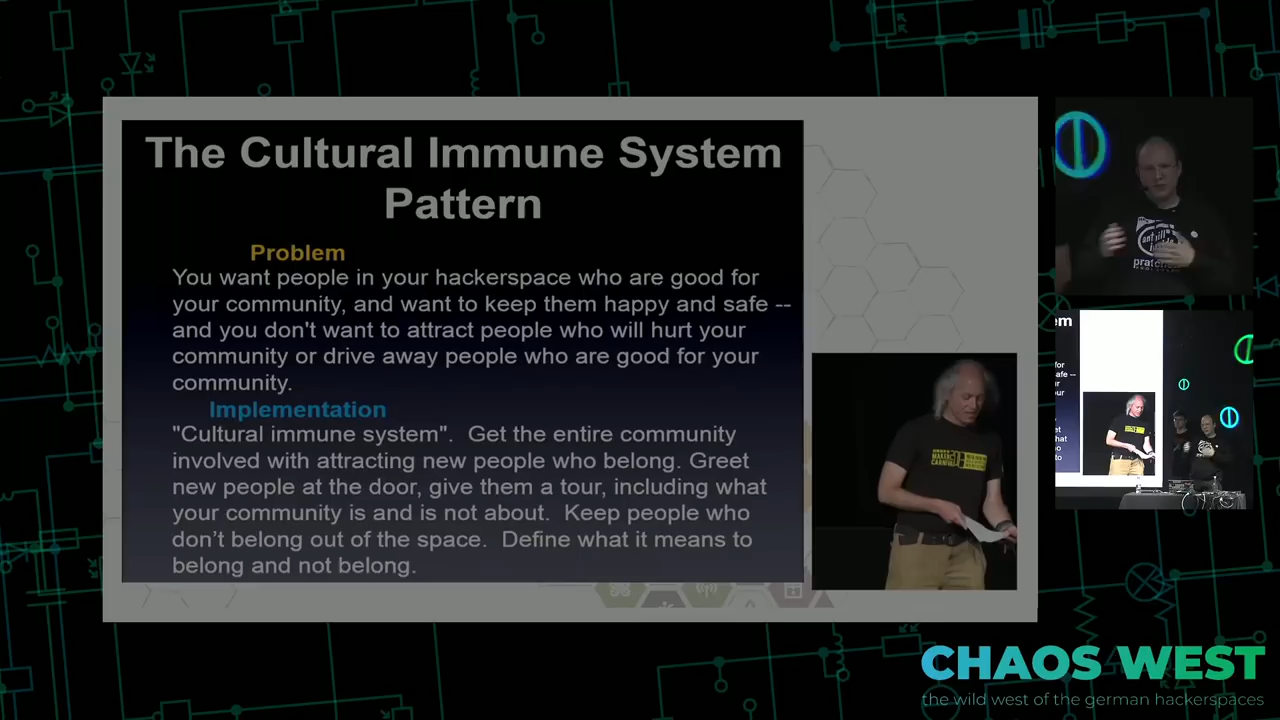 The Cultural Immune System
Pattern
Problem
You want people in your hackerspace who are good for
your community, and want to keep them happy and safe --
and you don't want to attract people who will hurt your
community or drive away people who are good for your
community.
Implementation
"Cultural immune system". Get the entire community
involved with attracting new people who belong. Greet
new people at the door, give them a tour, including what
your community is and is not about. Keep people who
don’t belong out of the space. Define what it means to
belong and not belong.
CHAOS WEST
the wild west of the german hackerspaces